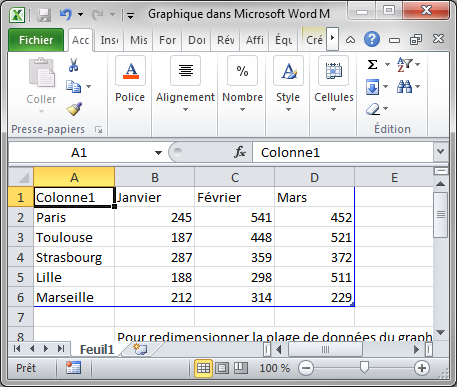 Graphique dans Microsoft Word M
Fichier Acc Ins Mis For Do Rév Affi Équ Cré
Coller Police Alignement Nombre Style Cellules
Presse-papiers Édition
A1 fx Colonne1
A B C D E
1 Colonne1 Janvier Février Mars
2 Paris 245 541 452
3 Toulouse 187 448 521
4 Strasbourg 287 359 372
5 Lille 188 298 511
6 Marseille 212 314 229
7
8 Pour redimensionner la plage de données du graph
Feuil1
Prêt 100 %